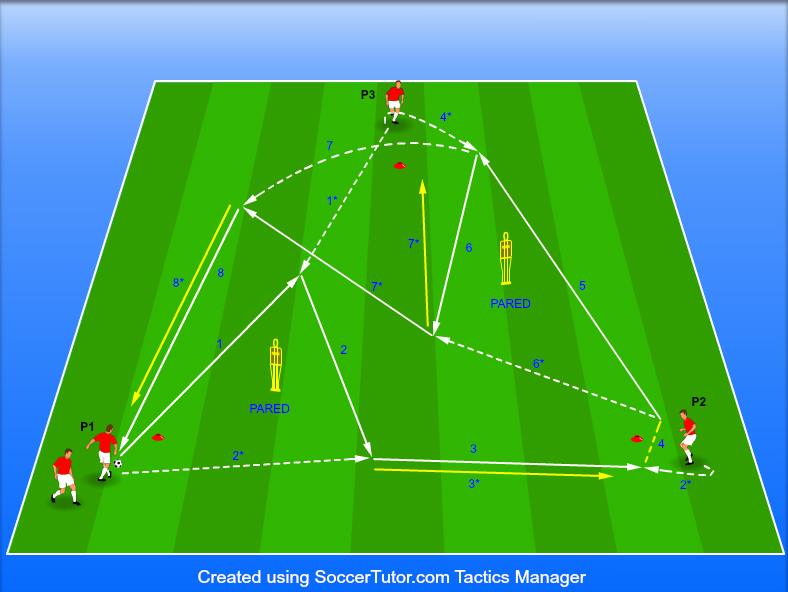 P3
4*
7
1*
7*
6
8*
8
7*
5
PARED
1
2
6*
PARED
P2
P1
2*
3
4
3*
2*
Created using SoccerTutor.com Tactics Manager